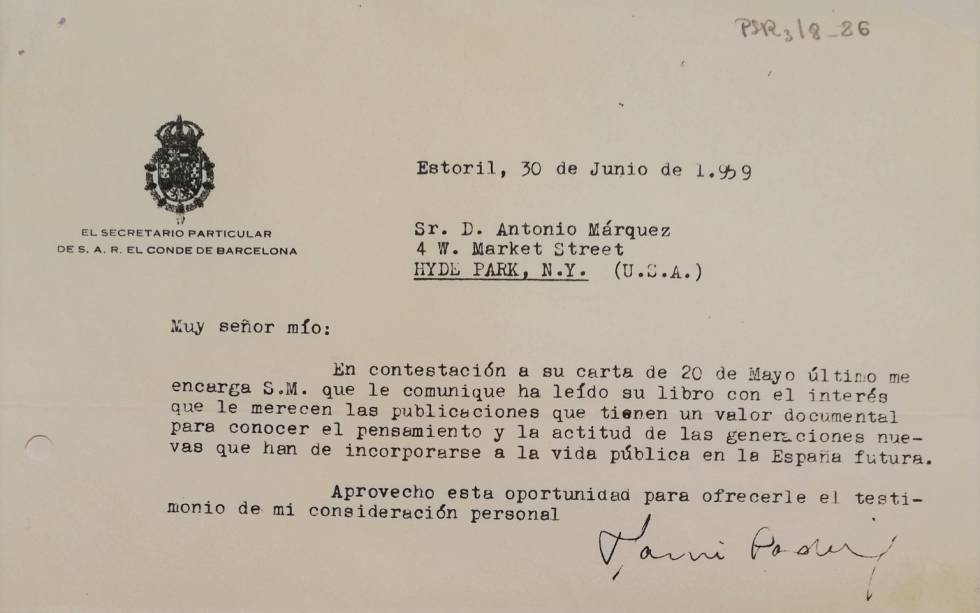 PSR3/8-86
Estoril, 30 de Junio de 1.959
EL SECRETARIO PARTICULAR
DE S. A. R. EL CONDE DE BARCELONA
Sr. D. Antonio Márquez
4 W. Market Street
HYDE PARK, N.Y. (U.S.A.)
Muy señor mío:
En contestación a su carta de 20 de Mayo último me
encarga S.M. que le comunique ha leído su libro con el interés
que le merecen las publicaciones que tienen un valor documental
para conocer el pensamiento y la actitud de las generaciones nue-
vas que han de incorporarse a la vida pública en la España futura.
Aprovecho esta oportunidad para ofrecerle el testi-
monio de mi consideración personal